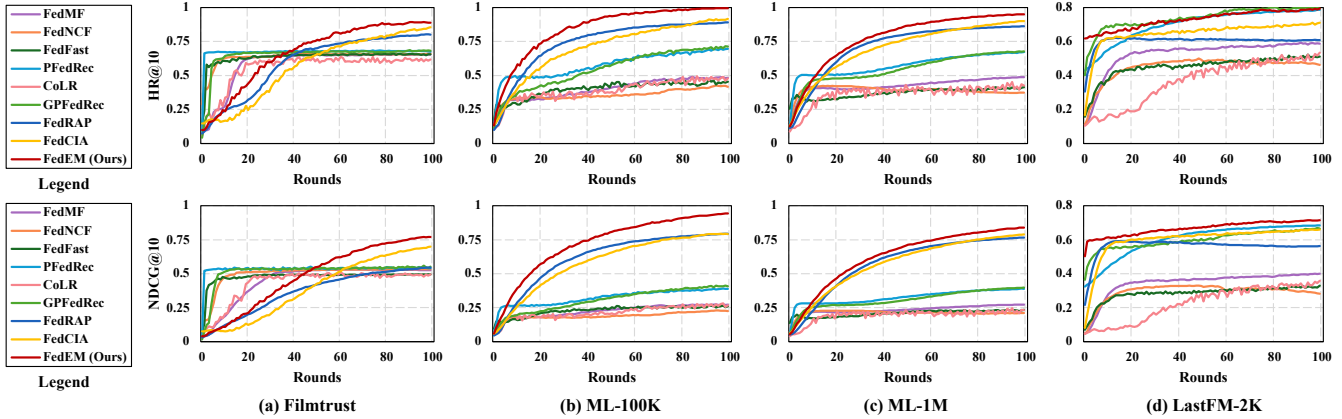 FedMF
FedNCF
FedFast
PFedRec
CoLR
GPFedRec
FedRAP
FedCIA
FedEM (Ours)
Legend
HR@10
1
0.75
0.5
0.25
0
0 20 40 60 80 100
Rounds
1
0.75
0.5
0.25
0
0 20 40 60 80 100
Rounds
1
0.75
0.5
0.25
0
0 20 40 60 80 100
Rounds
0.8
0.6
0.4
0.2
0
0 20 40 60 80 100
Rounds
FedMF
FedNCF
FedFast
PFedRec
CoLR
GPFedRec
FedRAP
FedCIA
FedEM (Ours)
Legend
NDCG@10
1
0.75
0.5
0.25
0
0 20 40 60 80 100
Rounds
1
0.75
0.5
0.25
0
0 20 40 60 80 100
Rounds
1
0.75
0.5
0.25
0
0 20 40 60 80 100
Rounds
0.8
0.6
0.4
0.2
0
0 20 40 60 80 100
Rounds
(a) Filmtrust
(b) ML-100K
(c) ML-1M
(d) LastFM-2K